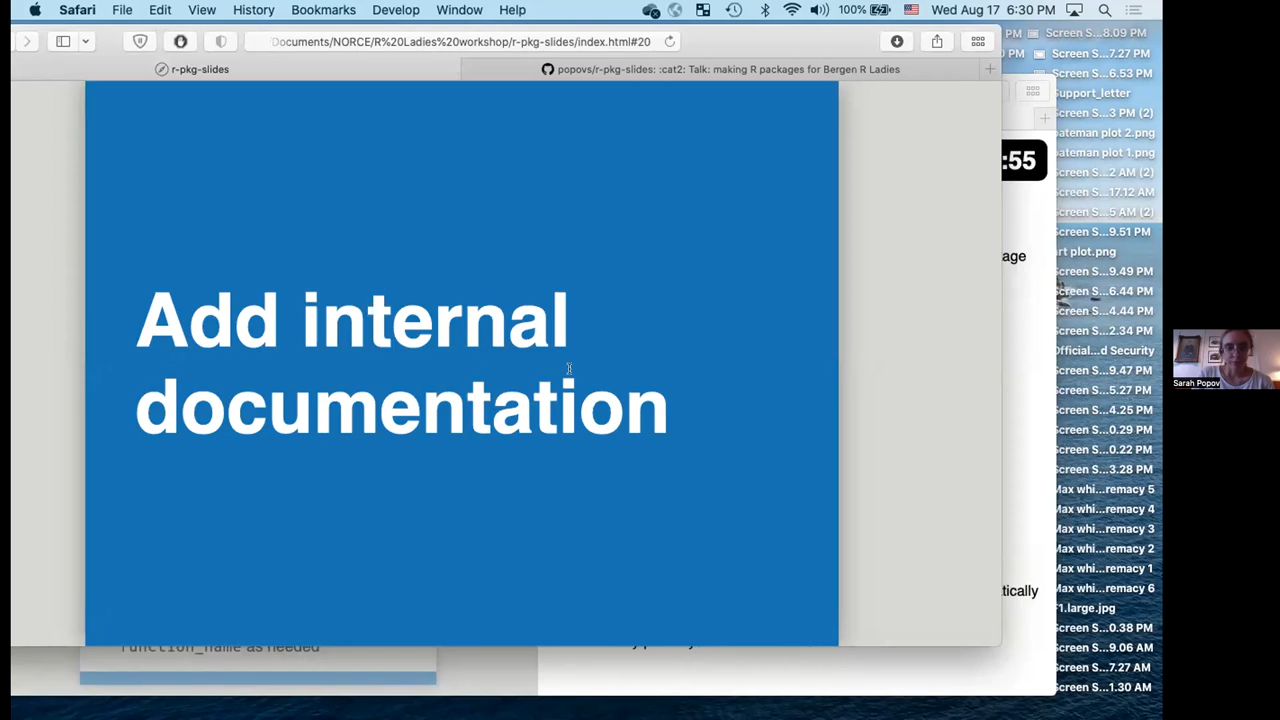 Safari File Edit View History Bookmarks Develop Window Help 100% Wed Aug 17 6:30 PM
Documents/NORCE/R%20Ladies%20workshop/r-pkg-slides/index.html#20
r-pkg-slides
popovs/r-pkg-slides: :cat2: Talk: making R packages for Bergen R Ladies
Add internal
documentation
function_name as needed
:55
age
tically
PM Screen S...8.09 PM
PM Screen S...7.27 PM
Screen S...6.53 PM
Support_letter
Screen S...3 PM (2)
bateman plot 2.png
bateman plot 1.png
Screen S...2 AM (2)
Screen S...17.12 AM
Screen S...5 AM (2)
Screen S...9.51 PM
art plot.png
Screen S...9.49 PM
Screen S...6.44 PM
Screen S...4.44 PM
Screen S...2.34 PM
Official...d Security
Screen S...9.47 PM
Screen S...5.27 PM
Screen S...4.25 PM
Screen S...0.29 PM
Screen S...0.22 PM
Screen S...3.28 PM
Max whi...remacy 5
Max whi...remacy 4
Max whi...remacy 3
Max whi...remacy 2
Max whi...remacy 1
Max whi...remacy 6
F1.large.jpg
Screen S...0.38 PM
Screen S...9.06 AM
Screen S...7.27 AM
Screen S...1.30 AM
Sarah Popov